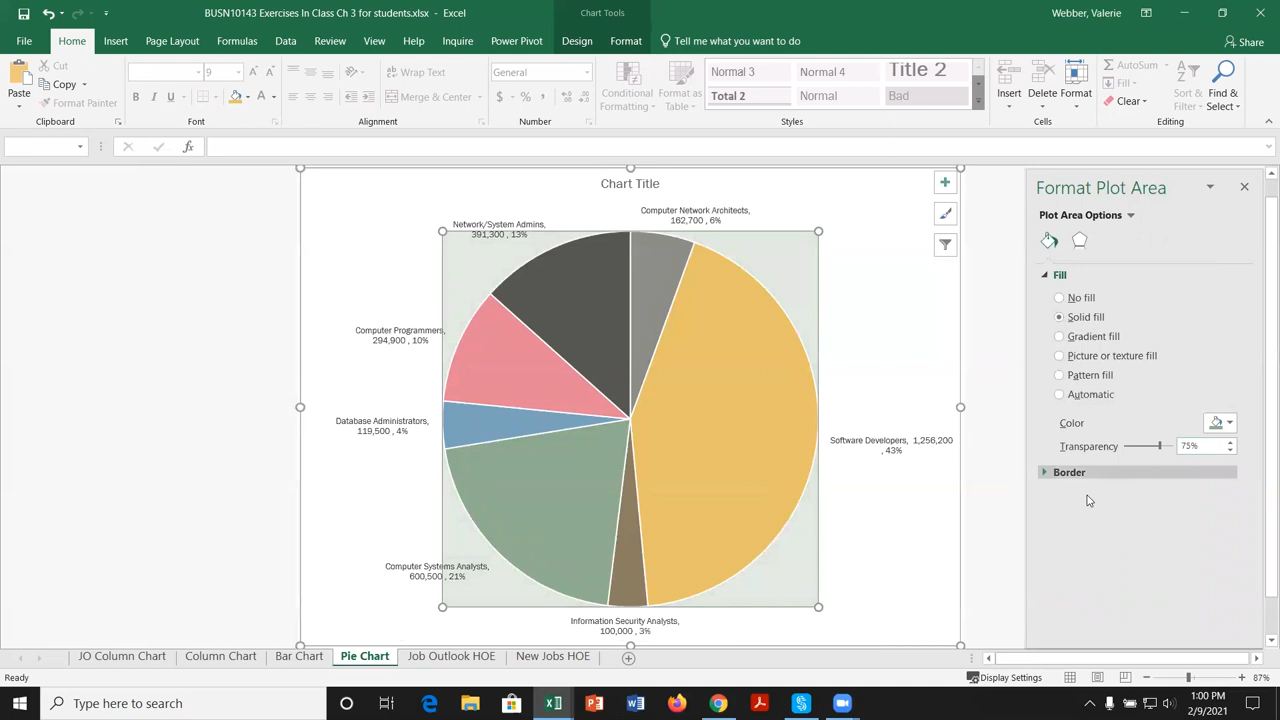 BUSN10143 Exercises In Class Ch 3 for students.xlsx - Excel
Chart Tools
Webber, Valerie
File
Home
Insert
Page Layout
Formulas
Data
Review
View
Help
Inquire
Power Pivot
Design
Format
Tell me what you want to do
Share
Paste
Cut
Copy
Format Painter
9
B I U
Wrap Text
Merge & Center
General
$ % ,
Conditional
Formatting
Format as
Table
Normal 3
Normal 4
Title 2
Total 2
Normal
Bad
Insert
Delete
Format
AutoSum
Fill
Clear
Sort &
Filter
Find &
Select
Clipboard
Font
Alignment
Number
Styles
Cells
Editing
fx
Chart Title
Computer Network Architects,
162,700 , 6%
Network/System Admins,
391,300 , 13%
Computer Programmers,
294,900 , 10%
Database Administrators,
119,500 , 4%
Software Developers, 1,256,200
, 43%
Computer Systems Analysts,
600,500 , 21%
Information Security Analysts,
100,000 , 3%
Format Plot Area
Plot Area Options
Fill
No fill
Solid fill
Gradient fill
Picture or texture fill
Pattern fill
Automatic
Color
Transparency
75%
Border
JO Column Chart
Column Chart
Bar Chart
Pie Chart
Job Outlook HOE
New Jobs HOE
Ready
Display Settings
87%
Type here to search
1:00 PM
2/9/2021